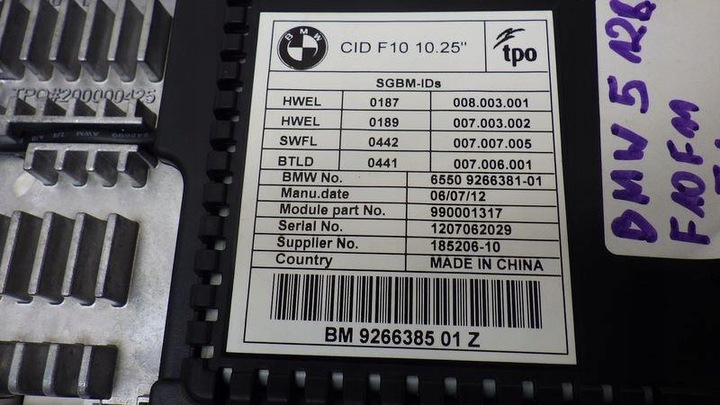 BMW
CID F10 10.25"
tpo
SGBM-IDs
HWEL 0187 008.003.001
HWEL 0189 007.003.002
SWFL 0442 007.007.005
BTLD 0441 007.006.001
BMW No. 6550 9266381-01
Manu.date 06/07/12
Module part No. 990001317
Serial No. 1207062029
Supplier No. 185206-10
Country MADE IN CHINA
BM 9266385 01 Z
TPO#200000425
BMW 5
F10 FM